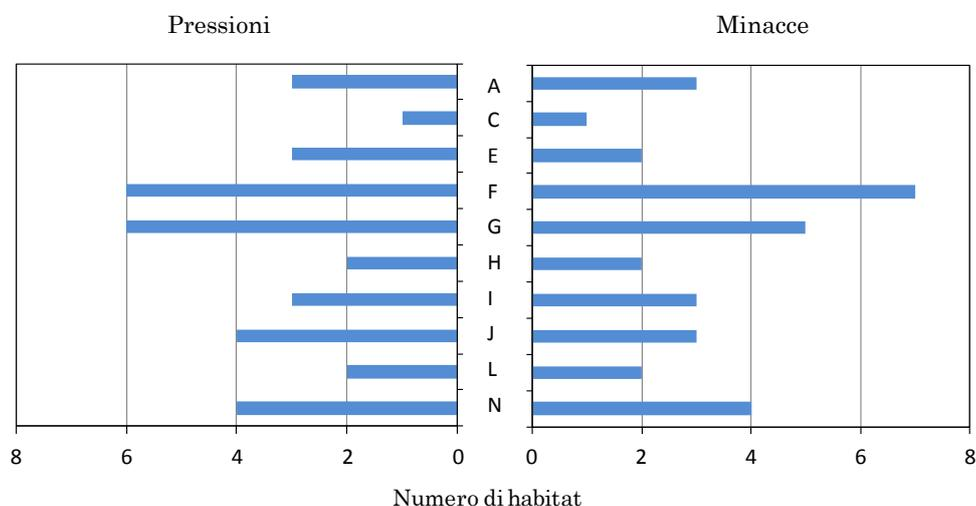 Pressioni Minacce
A
C
E
F
G
H
I
J
L
N
8 6 4 2 0 0 2 4 6 8
Numero di habitat